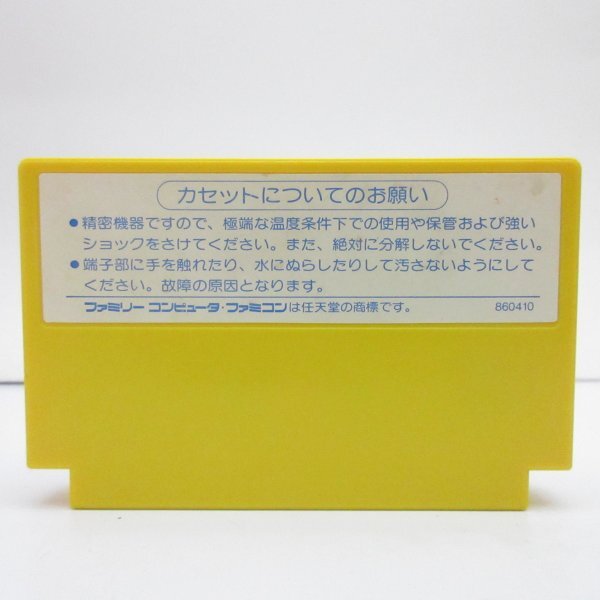 カセットについてのお願い
●精密機器ですので、極端な温度条件下での使用や保管および強い
ショックをさけてください。また、絶対に分解しないでください。
●端子部に手を触れたり、水にぬらしたりして汚さないようにして
ください。故障の原因となります。
ファミリーコンピュータ・ファミコンは任天堂の商標です。 860410